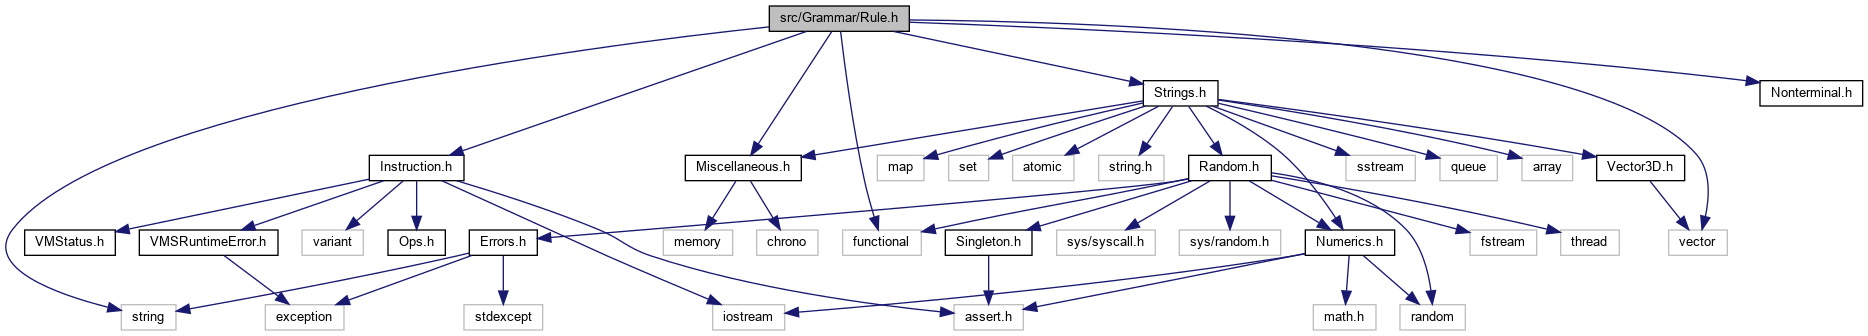 src/Grammar/Rule.h
Strings.h
Nonterminal.h
Instruction.h
Miscellaneous.h
map
set
atomic
string.h
Random.h
sstream
queue
array
Vector3D.h
VMStatus.h
VMSRuntimeError.h
variant
Ops.h
Errors.h
memory
chrono
functional
Singleton.h
sys/syscall.h
sys/random.h
Numerics.h
fstream
thread
vector
string
exception
stdexcept
iostream
assert.h
math.h
random